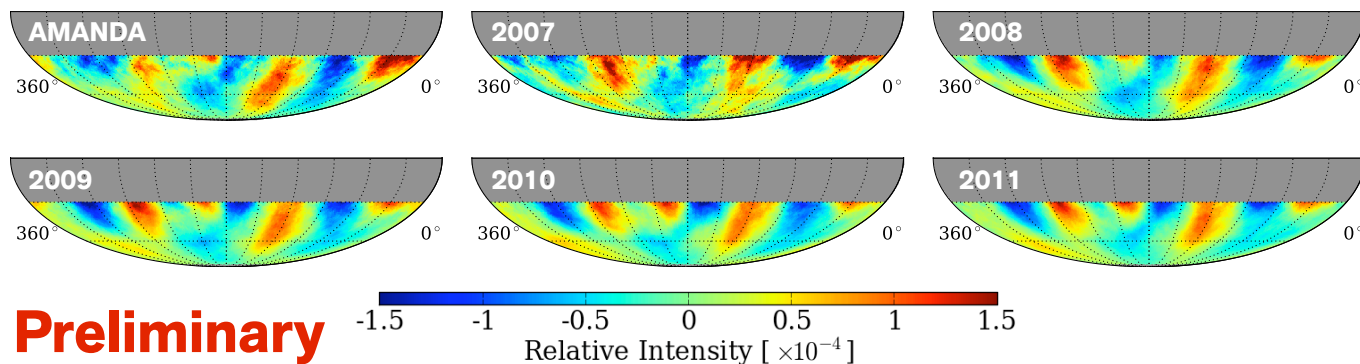 AMANDA 2007 2008
360° 0° 360° 0° 360° 0°
2009 2010 2011
360° 0° 360° 0° 360° 0°
-1.5 -1 -0.5 0 0.5 1 1.5
Relative Intensity [ ×10⁻⁴ ]
Preliminary